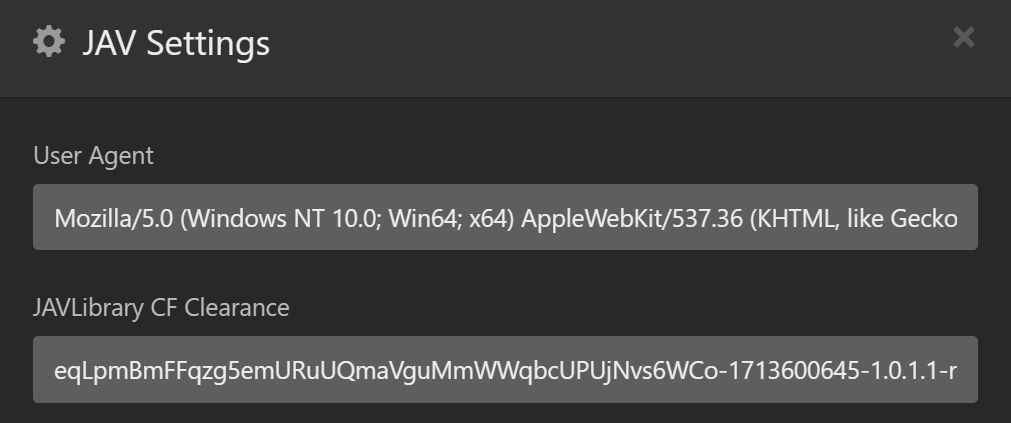 JAV Settings
User Agent
Mozilla/5.0 (Windows NT 10.0; Win64; x64) AppleWebKit/537.36 (KHTML, like Gecko
JAVLibrary CF Clearance
eqLpmBmFFqzg5emURuUQmaVguMmWWqbcUPUjNvs6WCo-1713600645-1.0.1.1-r